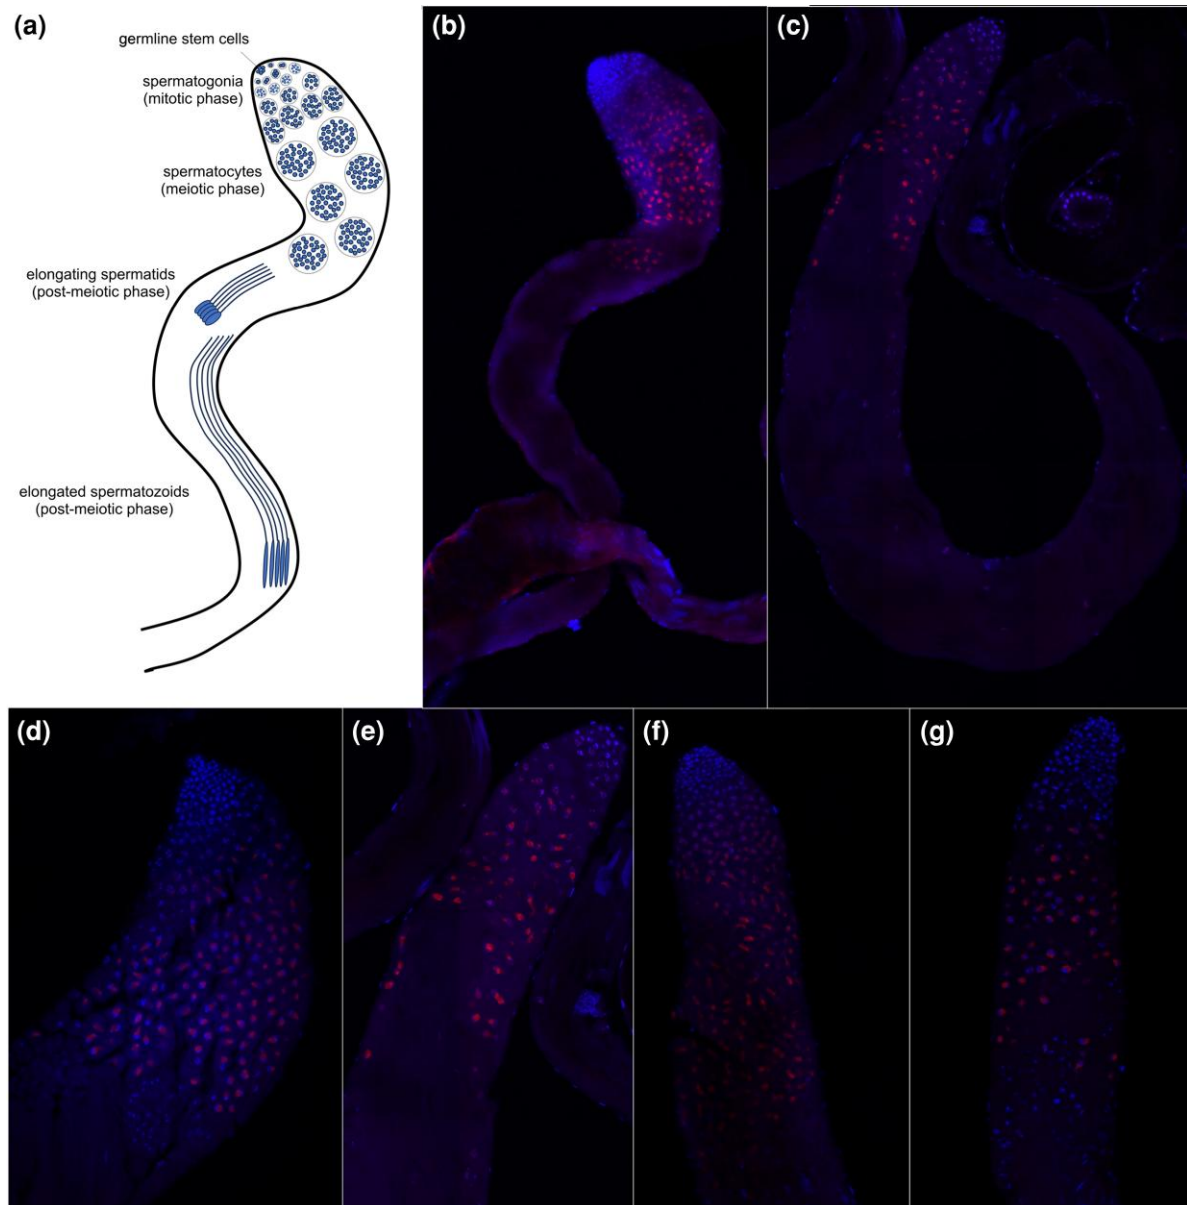 (a)
germline stem cells
spermatogonia
(mitotic phase)
spermatocytes
(meiotic phase)
elongating spermatids
(post-meiotic phase)
elongated spermatozoids
(post-meiotic phase)
(b)
(c)
(d)
(e)
(f)
(g)